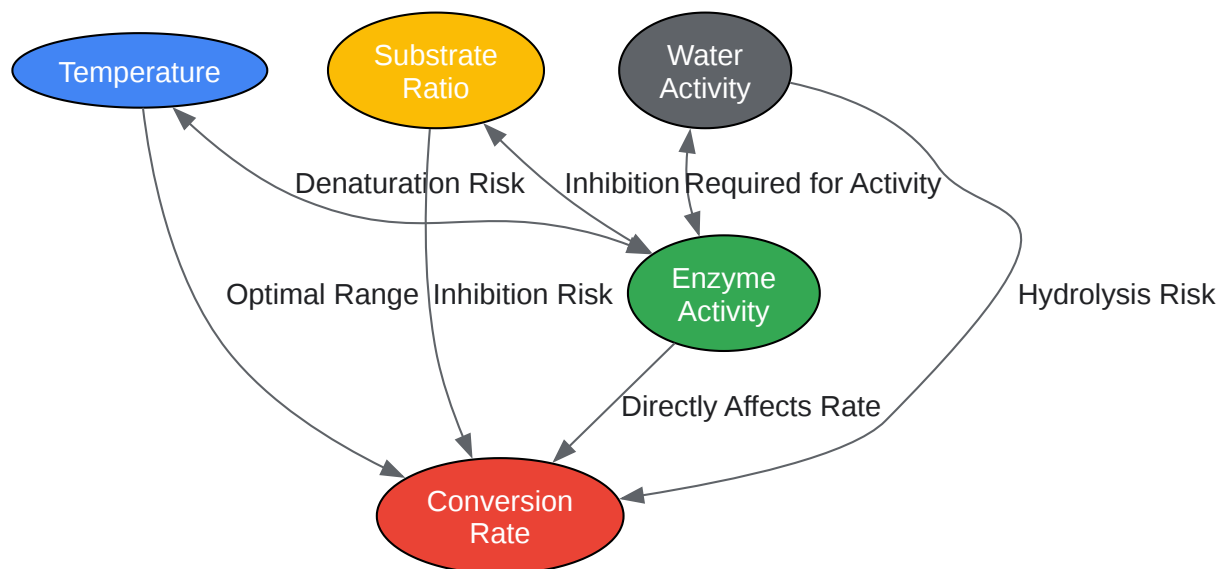 Temperature
Substrate
Ratio
Water
Activity
Denaturation Risk
Inhibition
Required for Activity
Enzyme
Activity
Optimal Range
Inhibition Risk
Hydrolysis Risk
Directly Affects Rate
Conversion
Rate